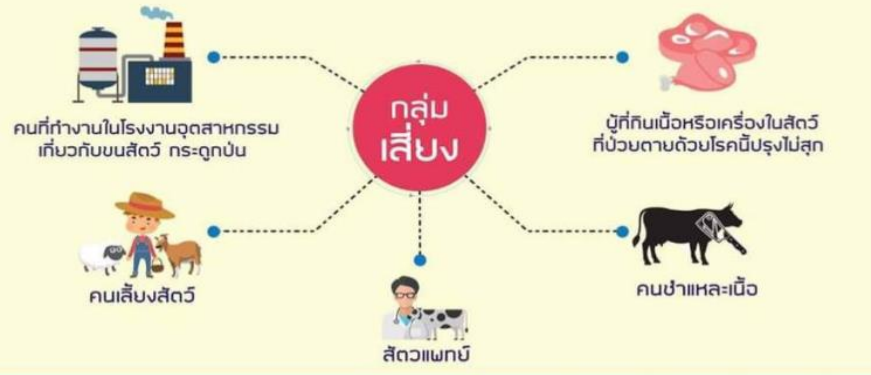 กลุ่ม
เสี่ยง
คนที่ทำงานในโรงงานอุตสาหกรรม
เกี่ยวกับขนสัตว์ กระดูกป่น
ผู้ที่กินเนื้อหรือเครื่องในสัตว์
ที่ป่วยตายด้วยโรคนี้ปรุงไม่สุก
คนเลี้ยงสัตว์
คนชำแหละเนื้อ
สัตวแพทย์